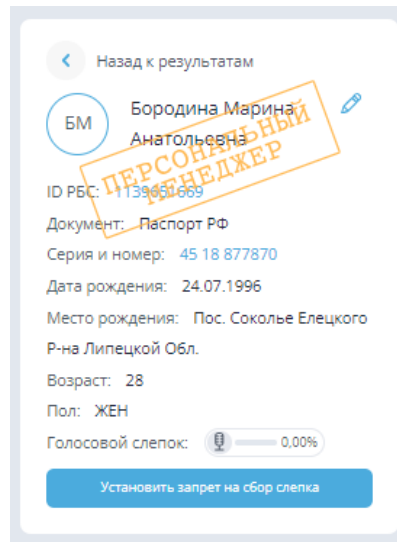 Назад к результатам
БМ
Бородина Марина
Анатольевна
ПЕРСОНАЛЬНЫЙ
МЕНЕДЖЕР
ID РБС: 1139651669
Документ: Паспорт РФ
Серия и номер: 45 18 877870
Дата рождения: 24.07.1996
Место рождения: Пос. Соколье Елецкого
Р-на Липецкой Обл.
Возраст: 28
Пол: ЖЕН
Голосовой слепок: 0,00%
Установить запрет на сбор слепка